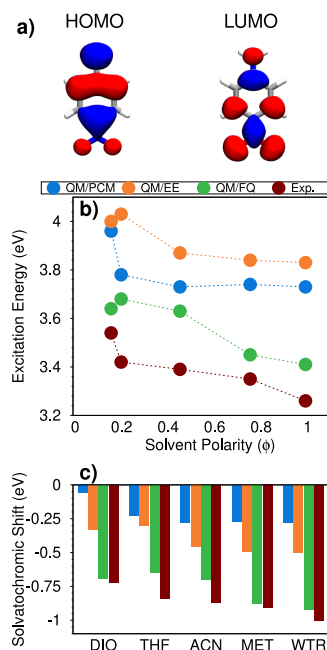 a)
HOMO
LUMO
QM/PCM
QM/EE
QM/FQ
Exp.
b)
Excitation Energy (eV)
4
3.8
3.6
3.4
3.2
0
0.2
0.4
0.6
0.8
1
Solvent Polarity (ϕ)
c)
Solvatochromic Shift (eV)
0
-0.25
-0.5
-0.75
-1
DIO
THF
ACN
MET
WTR